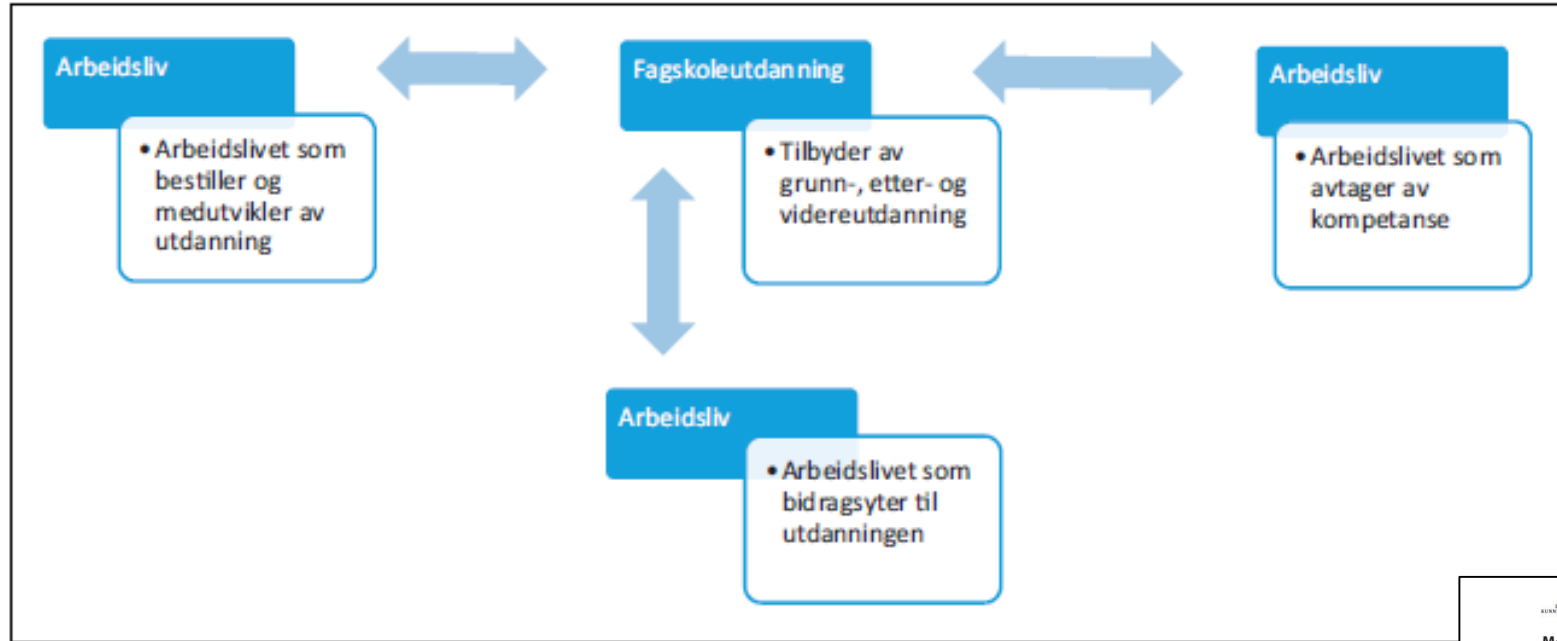 Arbeidsliv
• Arbeidslivet som
bestiller og
medutvikler av
utdanning
Fagskoleutdanning
• Tilbyder av
grunn-, etter- og
videreutdanning
Arbeidsliv
• Arbeidslivet som
avtager av
kompetanse
Arbeidsliv
• Arbeidslivet som
bidragsyter til
utdanningen